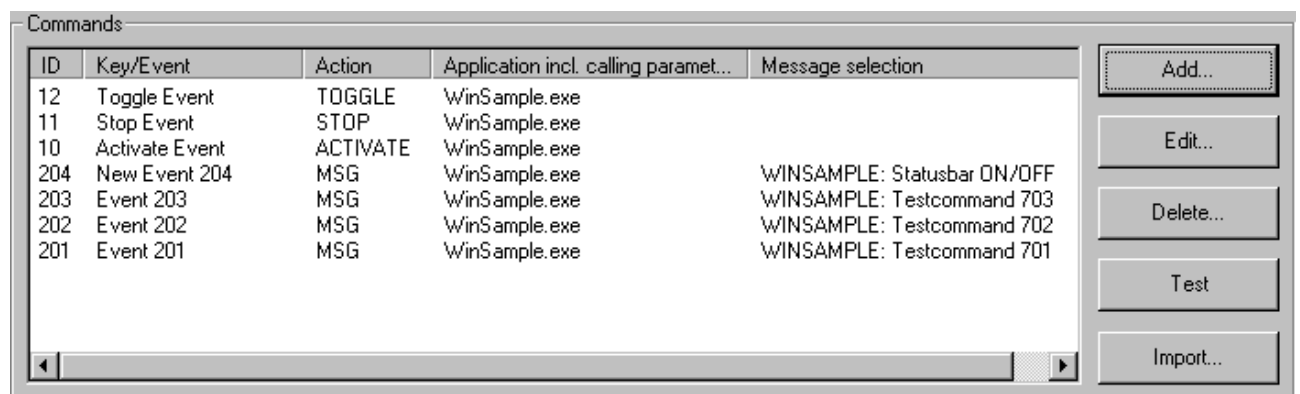 Commands
ID Key/Event Action Application incl. calling paramet... Message selection
12 Toggle Event TOGGLE WinSample.exe
11 Stop Event STOP WinSample.exe
10 Activate Event ACTIVATE WinSample.exe
204 New Event 204 MSG WinSample.exe WINSAMPLE: Statusbar ON/OFF
203 Event 203 MSG WinSample.exe WINSAMPLE: Testcommand 703
202 Event 202 MSG WinSample.exe WINSAMPLE: Testcommand 702
201 Event 201 MSG WinSample.exe WINSAMPLE: Testcommand 701
Add...
Edit...
Delete...
Test
Import...